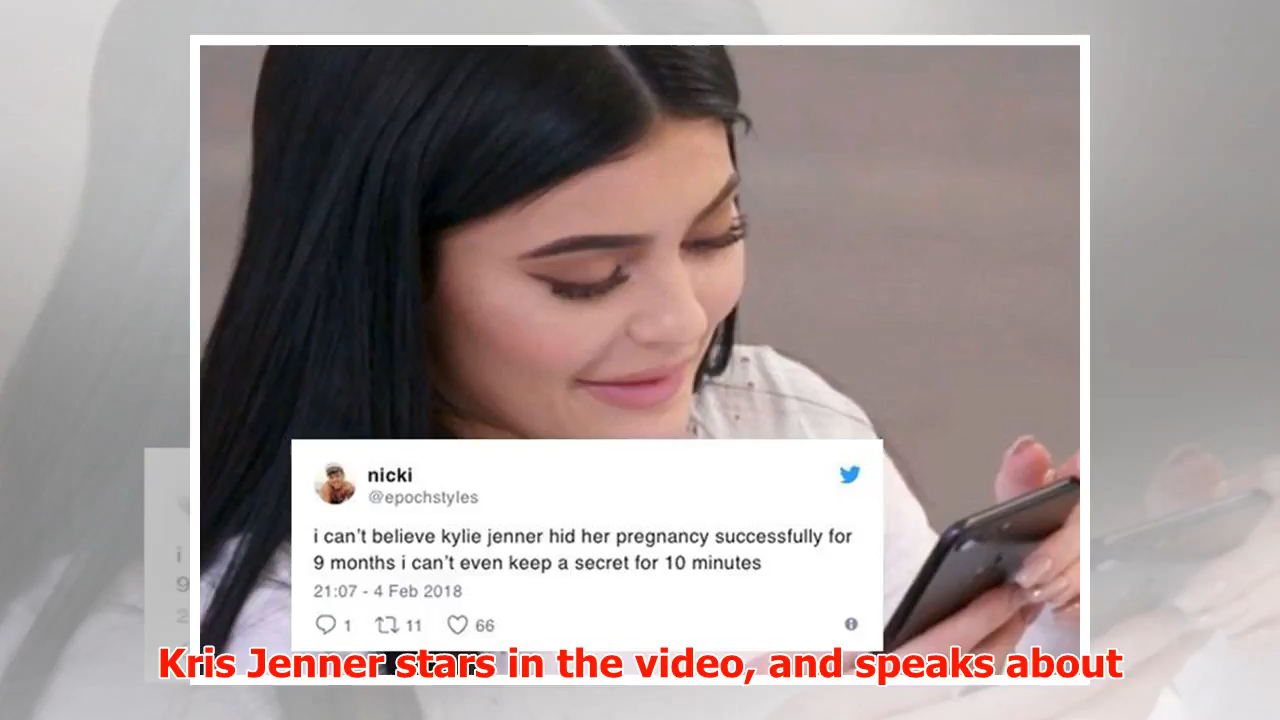 nicki
@epochstyles
i can't believe kylie jenner hid her pregnancy successfully for
9 months i can't even keep a secret for 10 minutes
21:07 - 4 Feb 2018
1 11 66
Kris Jenner stars in the video, and speaks about